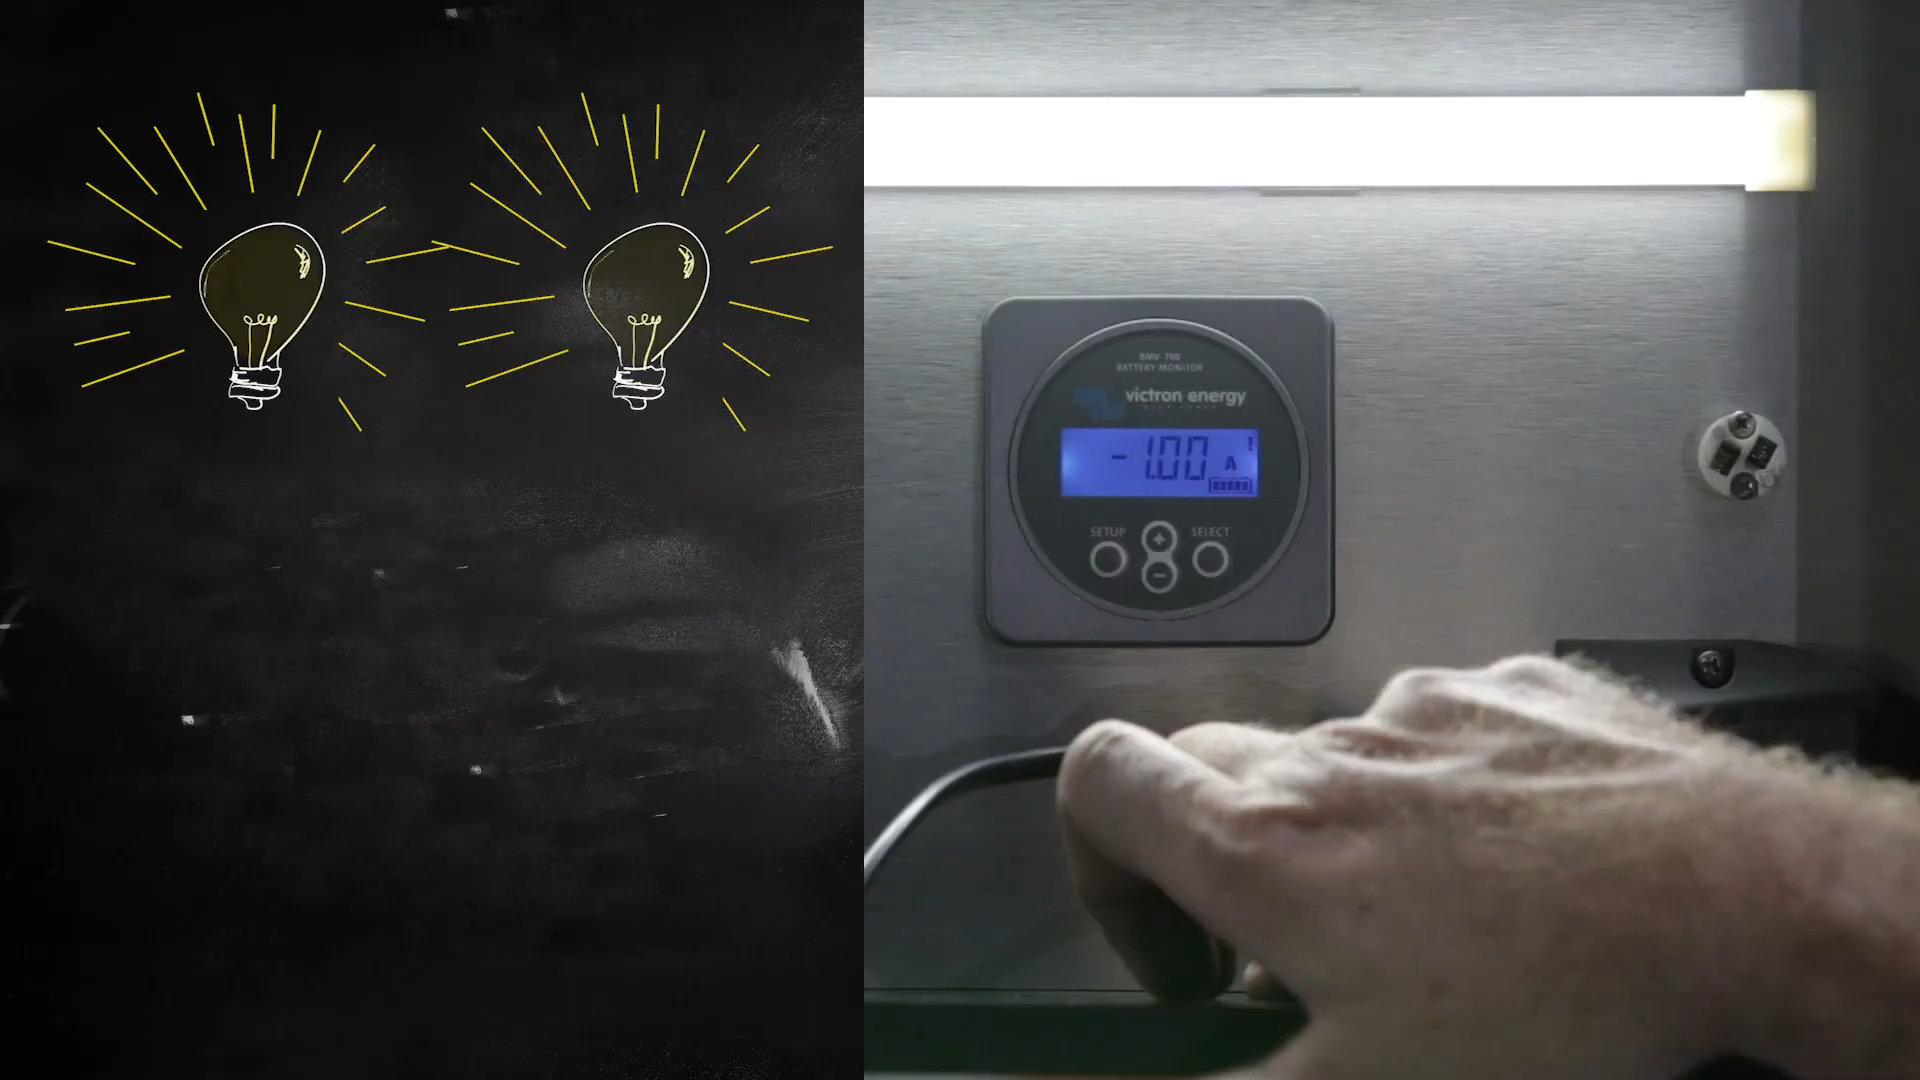 BMV-700
BATTERY MONITOR
victron energy
-1.00 A !
SETUP + SELECT
-